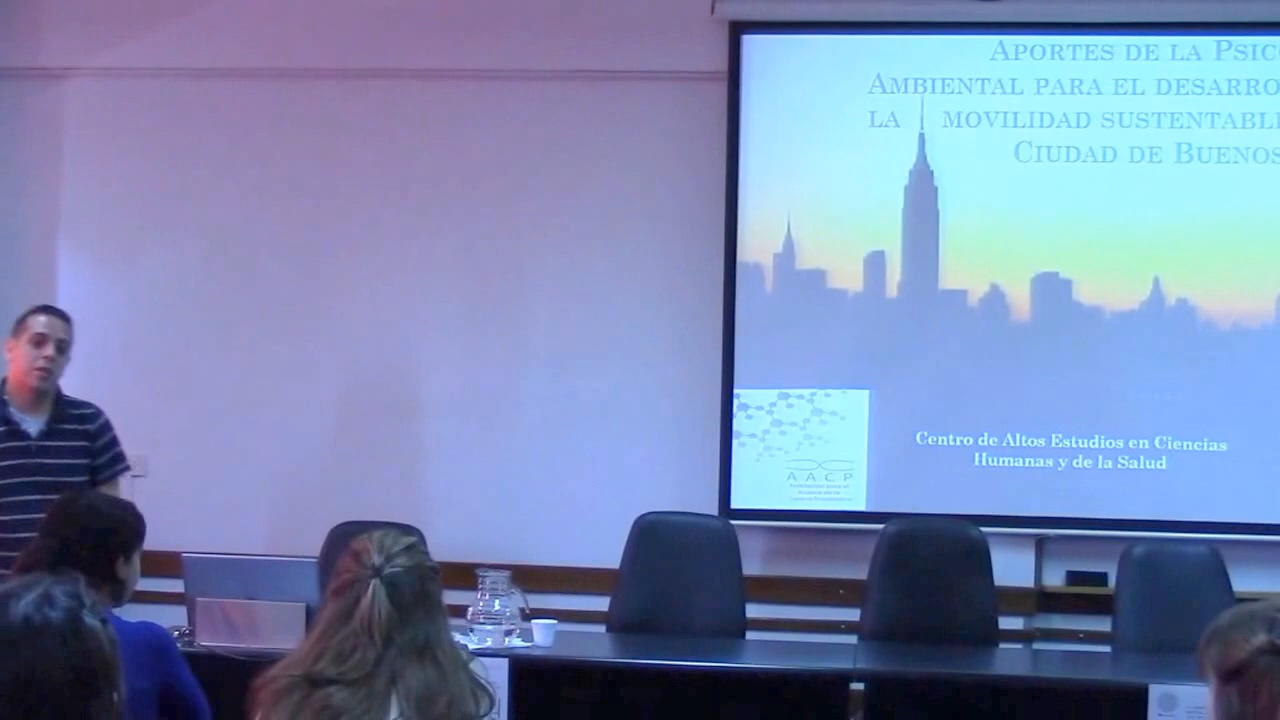 APORTES DE LA PSIC
AMBIENTAL PARA EL DESARRO
LA MOVILIDAD SUSTENTABL
CIUDAD DE BUENOS
Centro de Altos Estudios en Ciencias
Humanas y de la Salud
AACP